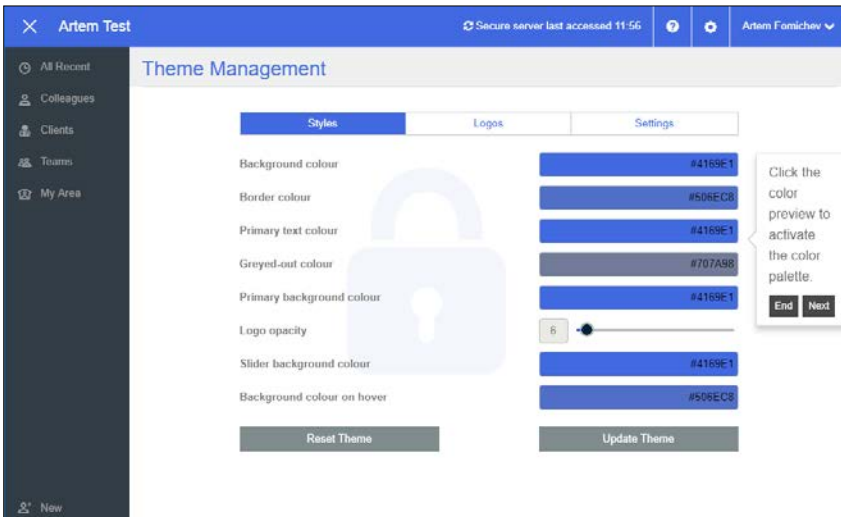 Artem Test
Secure server last accessed 11:56
Artem Fomichev
All Recent
Theme Management
Colleagues
Clients
Teams
My Area
Styles
Logos
Settings
Background colour
#4169E1
Border colour
#506EC8
Primary text colour
#4169E1
Greyed-out colour
#707A98
Primary background colour
#4169E1
Logo opacity
6
Slider background colour
#4169E1
Background colour on hover
#506EC8
Reset Theme
Update Theme
Click the
color
preview to
activate
the color
palette.
End
Next
New